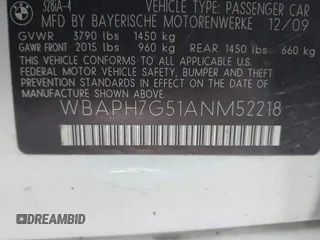 328IA-4 VEHICLE TYPE: PASSENGER CAR
MFD BY BAYERISCHE MOTORENWERKE 12/09
GVWR 3790 lbs 1450 kg
GAWR FRONT 2015 lbs 960 kg REAR 1450 lbs 660 kg
THIS VEHICLE CONFORMS TO ALL APPLICABLE FEDERAL MOTOR VEHICLE
SAFETY, BUMPER, AND THEFT PREVENTION STANDARDS IN EFFECT ON
THE DATE OF MANUFACTURE SHOWN ABOVE.
WBAPH7G51ANM52218
DREAMBID